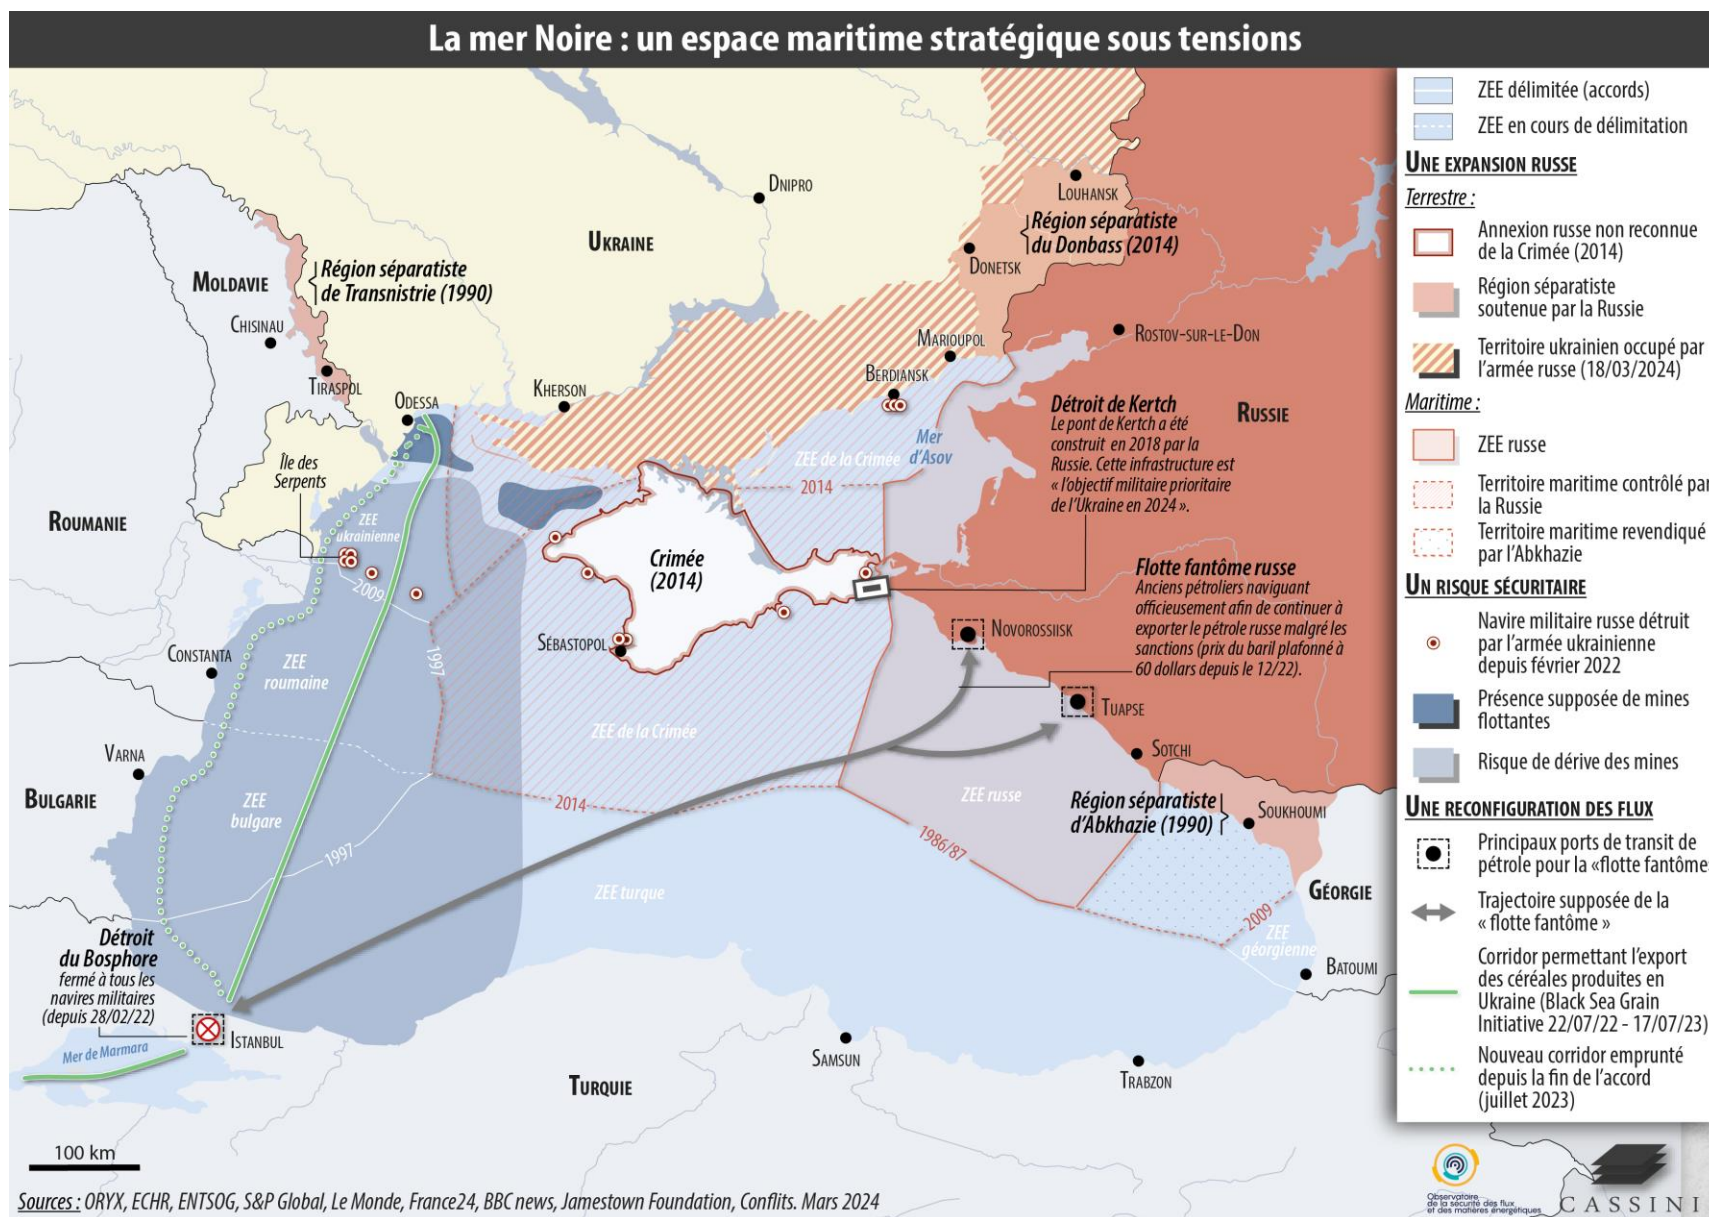 La mer Noire : un espace maritime stratégique sous tensions
DNIPRO
LOUHANSK
Région séparatiste
du Donbass (2014)
UKRAINE
DONETSK
MOLDAVIE
Région séparatiste
de Transnistrie (1990)
CHISINAU
TIRASPOL
ODESSA
KHERSON
MARIOUPOL
BERDIANSK
ROSTOV-SUR-LE-DON
RUSSIE
Détroit de Kertch
Le pont de Kertch a été
construit en 2018 par la
Russie. Cette infrastructure est
« l'objectif militaire prioritaire
de l'Ukraine en 2024 ».
Mer
d'Asov
ZEE de la Crimée
2014
Île des
Serpents
ROUMANIE
ZEE
ukrainienne
2009
Crimée
(2014)
Flotte fantôme russe
Anciens pétroliers naviguant
officieusement afin de continuer à
exporter le pétrole russe malgré les
sanctions (prix du baril plafonné à
60 dollars depuis le 12/22).
NOVOROSSIISK
SÉBASTOPOL
CONSTANTA
ZEE
roumaine
1997
TUAPSE
ZEE de la Crimée
VARNA
SOTCHI
BULGARIE
ZEE
bulgare
2014
ZEE russe
Région séparatiste
d'Abkhazie (1990)
SOUKHOUMI
1997
1986/87
ZEE turque
GÉORGIE
2009
ZEE
géorgienne
BATOUMI
Détroit
du Bosphore
fermé à tous les
navires militaires
(depuis 28/02/22)
ISTANBUL
Mer de Marmara
SAMSUN
TRABZON
TURQUIE
100 km
Sources : ORYX, ECHR, ENTSOG, S&P Global, Le Monde, France24, BBC news, Jamestown Foundation, Conflits. Mars 2024
ZEE délimitée (accords)
ZEE en cours de délimitation
UNE EXPANSION RUSSE
Terrestre :
Annexion russe non reconnue
de la Crimée (2014)
Région séparatiste
soutenue par la Russie
Territoire ukrainien occupé par
l'armée russe (18/03/2024)
Maritime :
ZEE russe
Territoire maritime contrôlé par
la Russie
Territoire maritime revendiqué
par l'Abkhazie
UN RISQUE SÉCURITAIRE
Navire militaire russe détruit
par l'armée ukrainienne
depuis février 2022
Présence supposée de mines
flottantes
Risque de dérive des mines
UNE RECONFIGURATION DES FLUX
Principaux ports de transit de
pétrole pour la «flotte fantôme
Trajectoire supposée de la
« flotte fantôme »
Corridor permettant l'export
des céréales produites en
Ukraine (Black Sea Grain
Initiative 22/07/22 - 17/07/23)
Nouveau corridor emprunté
depuis la fin de l'accord
(juillet 2023)
Observatoire
de la sécurité des flux
et des matières énergétiques
CASSINI